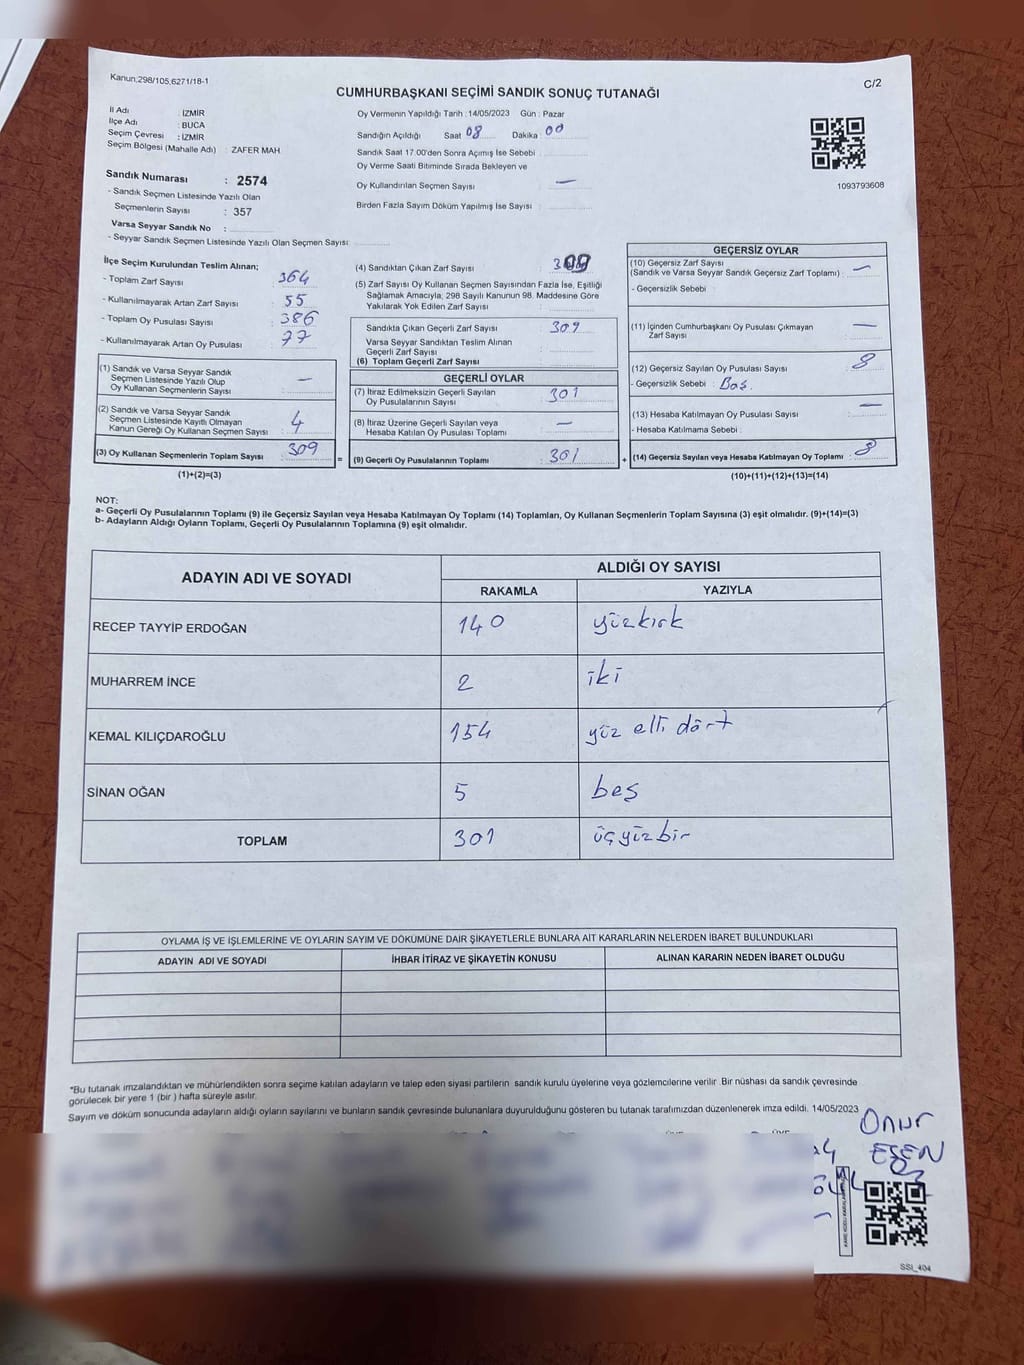 Kanun,298/105,6271/18-1
C/2
CUMHURBAŞKANI SEÇİMİ SANDIK SONUÇ TUTANAĞI
İl Adı : İZMİR
İlçe Adı : BUCA
Seçim Çevresi : İZMİR
Seçim Bölgesi (Mahalle Adı) : ZAFER MAH
Sandık Numarası : 2574
- Sandık Seçmen Listesinde Yazılı Olan
Seçmenlerin Sayısı : 357
Varsa Seyyar Sandık No :
- Seyyar Sandık Seçmen Listesinde Yazılı Olan Seçmen Sayısı
Oy Vermenin Yapıldığı Tarih : 14/05/2023 Gün : Pazar
Sandığın Açıldığı Saat 08 Dakika : 00
Sandık Saat 17.00'den Sonra Açımış İse Sebebi :
Oy Verme Saati Bitiminde Sırada Bekleyen ve
Oy Kullandırılan Seçmen Sayısı : —
Birden Fazla Sayım Döküm Yapılmış İse Sayısı :
1093793608
İlçe Seçim Kurulundan Teslim Alınan;
- Toplam Zarf Sayısı : 364
- Kullanılmayarak Artan Zarf Sayısı : 55
- Toplam Oy Pusulası Sayısı : 386
- Kullanılmayarak Artan Oy Pusulası : 77
(1) Sandık ve Varsa Seyyar Sandık
Seçmen Listesinde Yazılı Olup
Oy Kullanan Seçmenlerin Sayısı : —
(2) Sandık ve Varsa Seyyar Sandık
Seçmen Listesinde Kayıtlı Olmayan
Kanun Gereği Oy Kullanan Seçmen Sayısı : 4
(3) Oy Kullanan Seçmenlerin Toplam Sayısı : 309
(1)+(2)=(3)
(4) Sandıktan Çıkan Zarf Sayısı : 309
(5) Zarf Sayısı Oy Kullanan Seçmen Sayısından Fazla İse, Eşitliği
Sağlamak Amacıyla; 298 Sayılı Kanunun 98. Maddesine Göre
Yakılarak Yok Edilen Zarf Sayısı :
Sandıkta Çıkan Geçerli Zarf Sayısı : 309
Varsa Seyyar Sandıktan Teslim Alınan
Geçerli Zarf Sayısı :
(6) Toplam Geçerli Zarf Sayısı
GEÇERLİ OYLAR
(7) İtiraz Edilmeksizin Geçerli Sayılan
Oy Pusulalarının Sayısı : 301
(8) İtiraz Üzerine Geçerli Sayılan veya
Hesaba Katılan Oy Pusulası Toplamı : —
= (9) Geçerli Oy Pusulalarının Toplamı : 301
GEÇERSİZ OYLAR
(10) Geçersiz Zarf Sayısı
(Sandık ve Varsa Seyyar Sandık Geçersiz Zarf Toplamı) : —
- Geçersizlik Sebebi :
(11) İçinden Cumhurbaşkanı Oy Pusulası Çıkmayan
Zarf Sayısı : —
(12) Geçersiz Sayılan Oy Pusulası Sayısı : 8
- Geçersizlik Sebebi : Boş.
(13) Hesaba Katılmayan Oy Pusulası Sayısı : —
- Hesaba Katılmama Sebebi :
+ (14) Geçersiz Sayılan veya Hesaba Katılmayan Oy Toplamı : 8
(10)+(11)+(12)+(13)=(14)
NOT:
a- Geçerli Oy Pusulalarının Toplamı (9) ile Geçersiz Sayılan veya Hesaba Katılmayan Oy Toplamı (14) Toplamları, Oy Kullanan Seçmenlerin Toplam Sayısına (3) eşit olmalıdır. (9)+(14)=(3)
b- Adayların Aldığı Oyların Toplamı, Geçerli Oy Pusulalarının Toplamına (9) eşit olmalıdır.
ADAYIN ADI VE SOYADI ALDIĞI OY SAYISI
RAKAMLA YAZIYLA
RECEP TAYYİP ERDOĞAN 140 yüzkırk
MUHARREM İNCE 2 iki
KEMAL KILIÇDAROĞLU 154 yüz elli dört
SİNAN OĞAN 5 beş
TOPLAM 301 üçyüzbir
OYLAMA İŞ VE İŞLEMLERİNE VE OYLARIN SAYIM VE DÖKÜMÜNE DAİR ŞİKAYETLERLE BUNLARA AİT KARARLARIN NELERDEN İBARET BULUNDUKLARI
ADAYIN ADI VE SOYADI İHBAR İTİRAZ VE ŞİKAYETİN KONUSU ALINAN KARARIN NEDEN İBARET OLDUĞU
*Bu tutanak imzalandıktan ve mühürlendikten sonra seçime katılan adayların ve talep eden siyasi partilerin sandık kurulu üyelerine veya gözlemcilerine verilir. Bir nüshası da sandık çevresinde
görülecek bir yere 1 (bir ) hafta süreyle asılır.
Sayım ve döküm sonucunda adayların aldığı oyların sayılarını ve bunların sandık çevresinde bulunanlara duyurulduğunu gösteren bu tutanak tarafımızdan düzenlenerek imza edildi. 14/05/2023
Onur
ESEN
SSİ_404